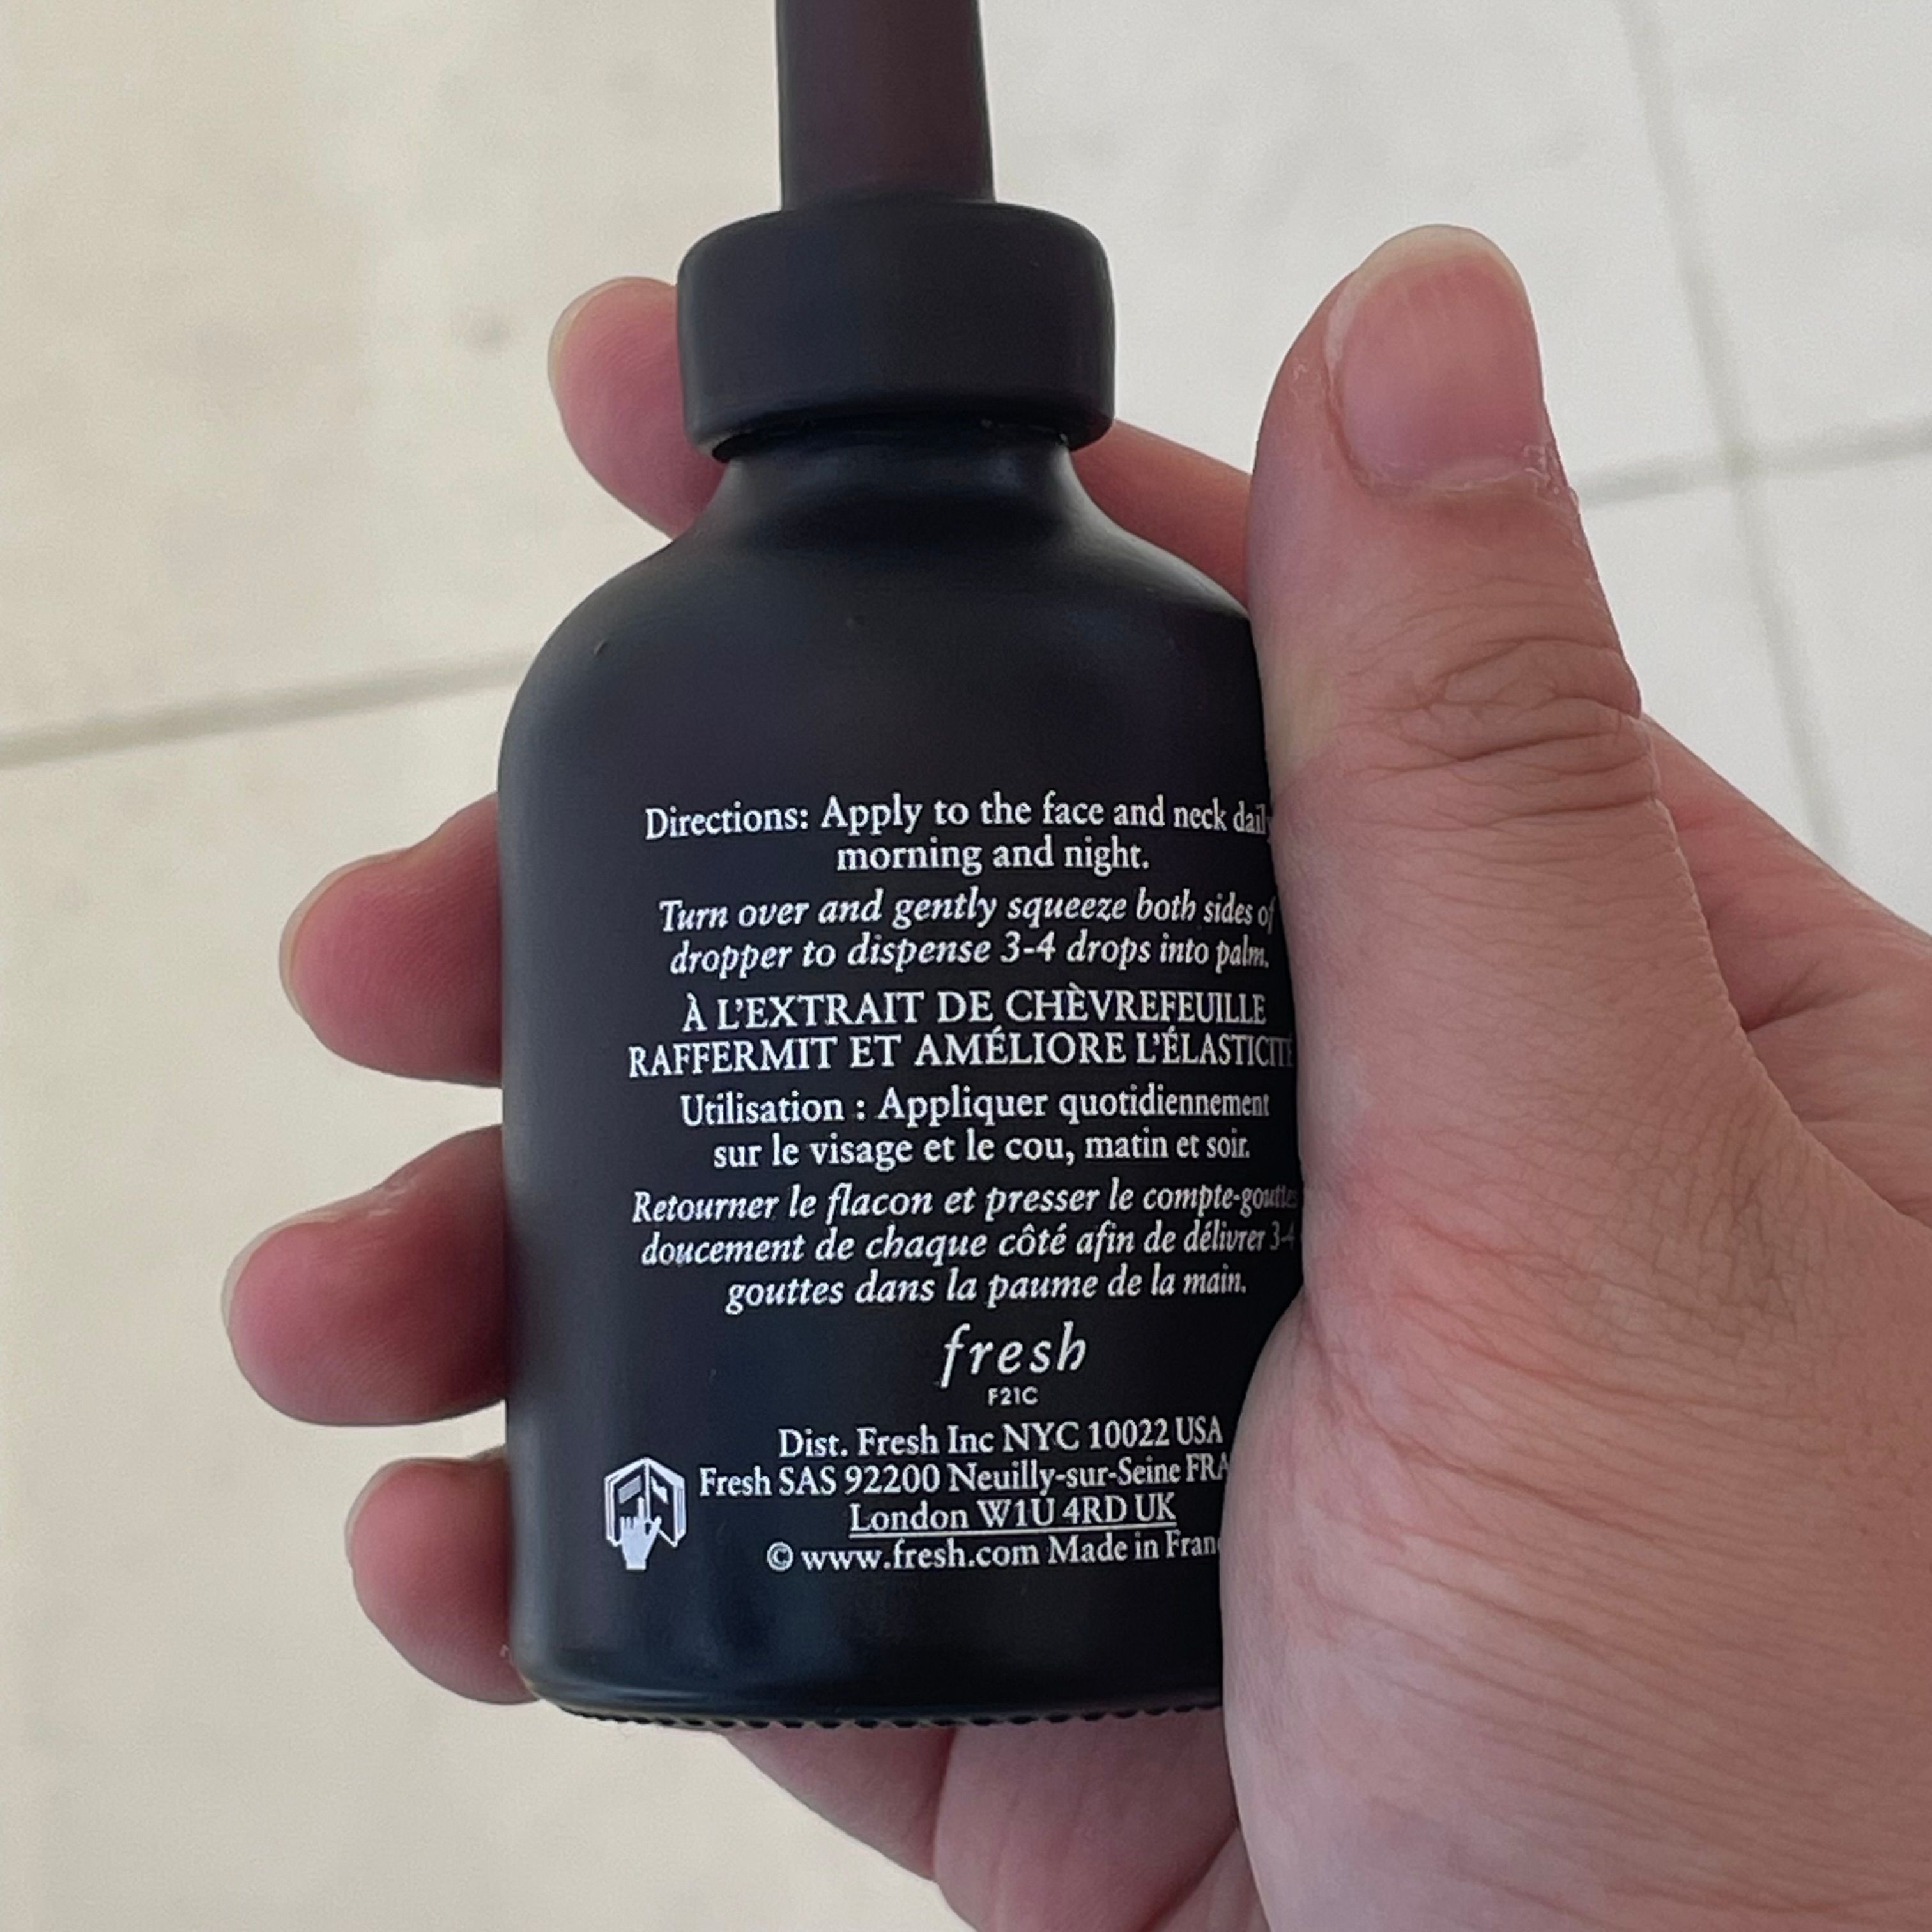 Directions: Apply to the face and neck daily
morning and night.
Turn over and gently squeeze both sides of
dropper to dispense 3-4 drops into palm.
À L'EXTRAIT DE CHÈVREFEUILLE
RAFFERMIT ET AMÉLIORE L'ÉLASTICITÉ
Utilisation : Appliquer quotidiennement
sur le visage et le cou, matin et soir.
Retourner le flacon et presser le compte-gouttes
doucement de chaque côté afin de délivrer 3-4
gouttes dans la paume de la main.
fresh
F21C
Dist. Fresh Inc NYC 10022 USA
Fresh SAS 92200 Neuilly-sur-Seine
London W1U 4RD UK
© www.fresh.com Made in